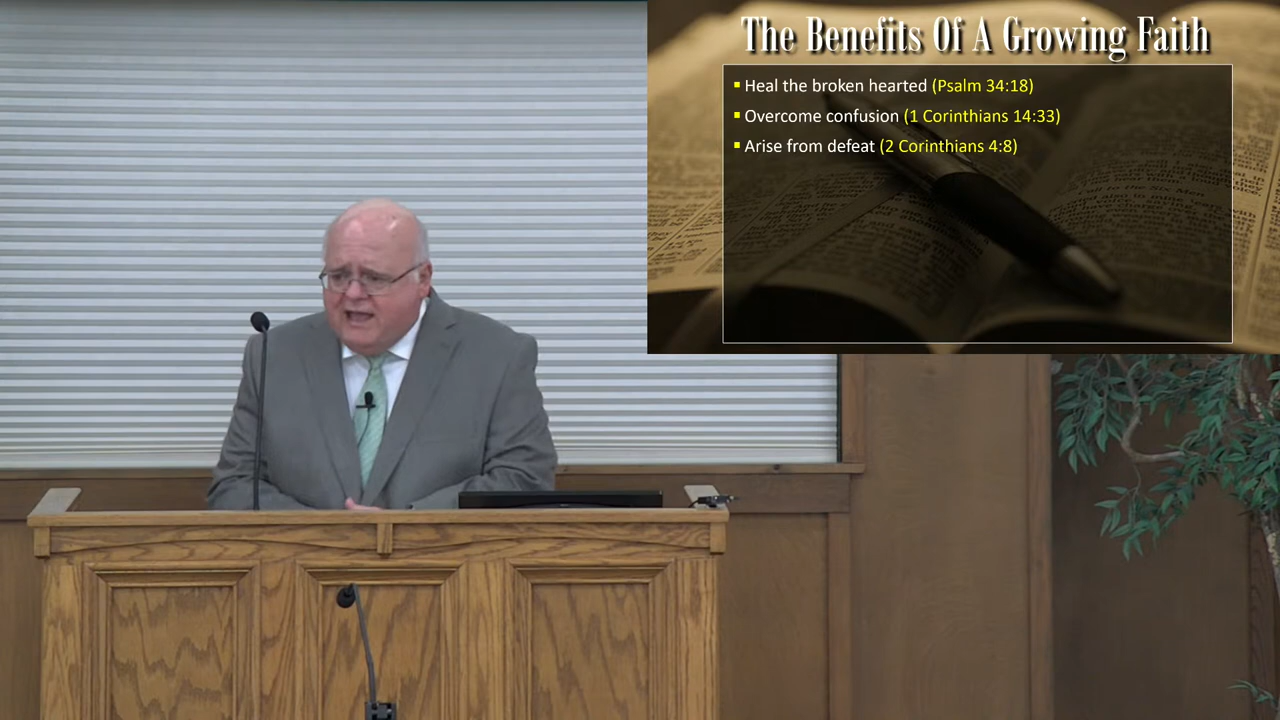 The Benefits Of A Growing Faith
▪ Heal the broken hearted (Psalm 34:18)
▪ Overcome confusion (1 Corinthians 14:33)
▪ Arise from defeat (2 Corinthians 4:8)